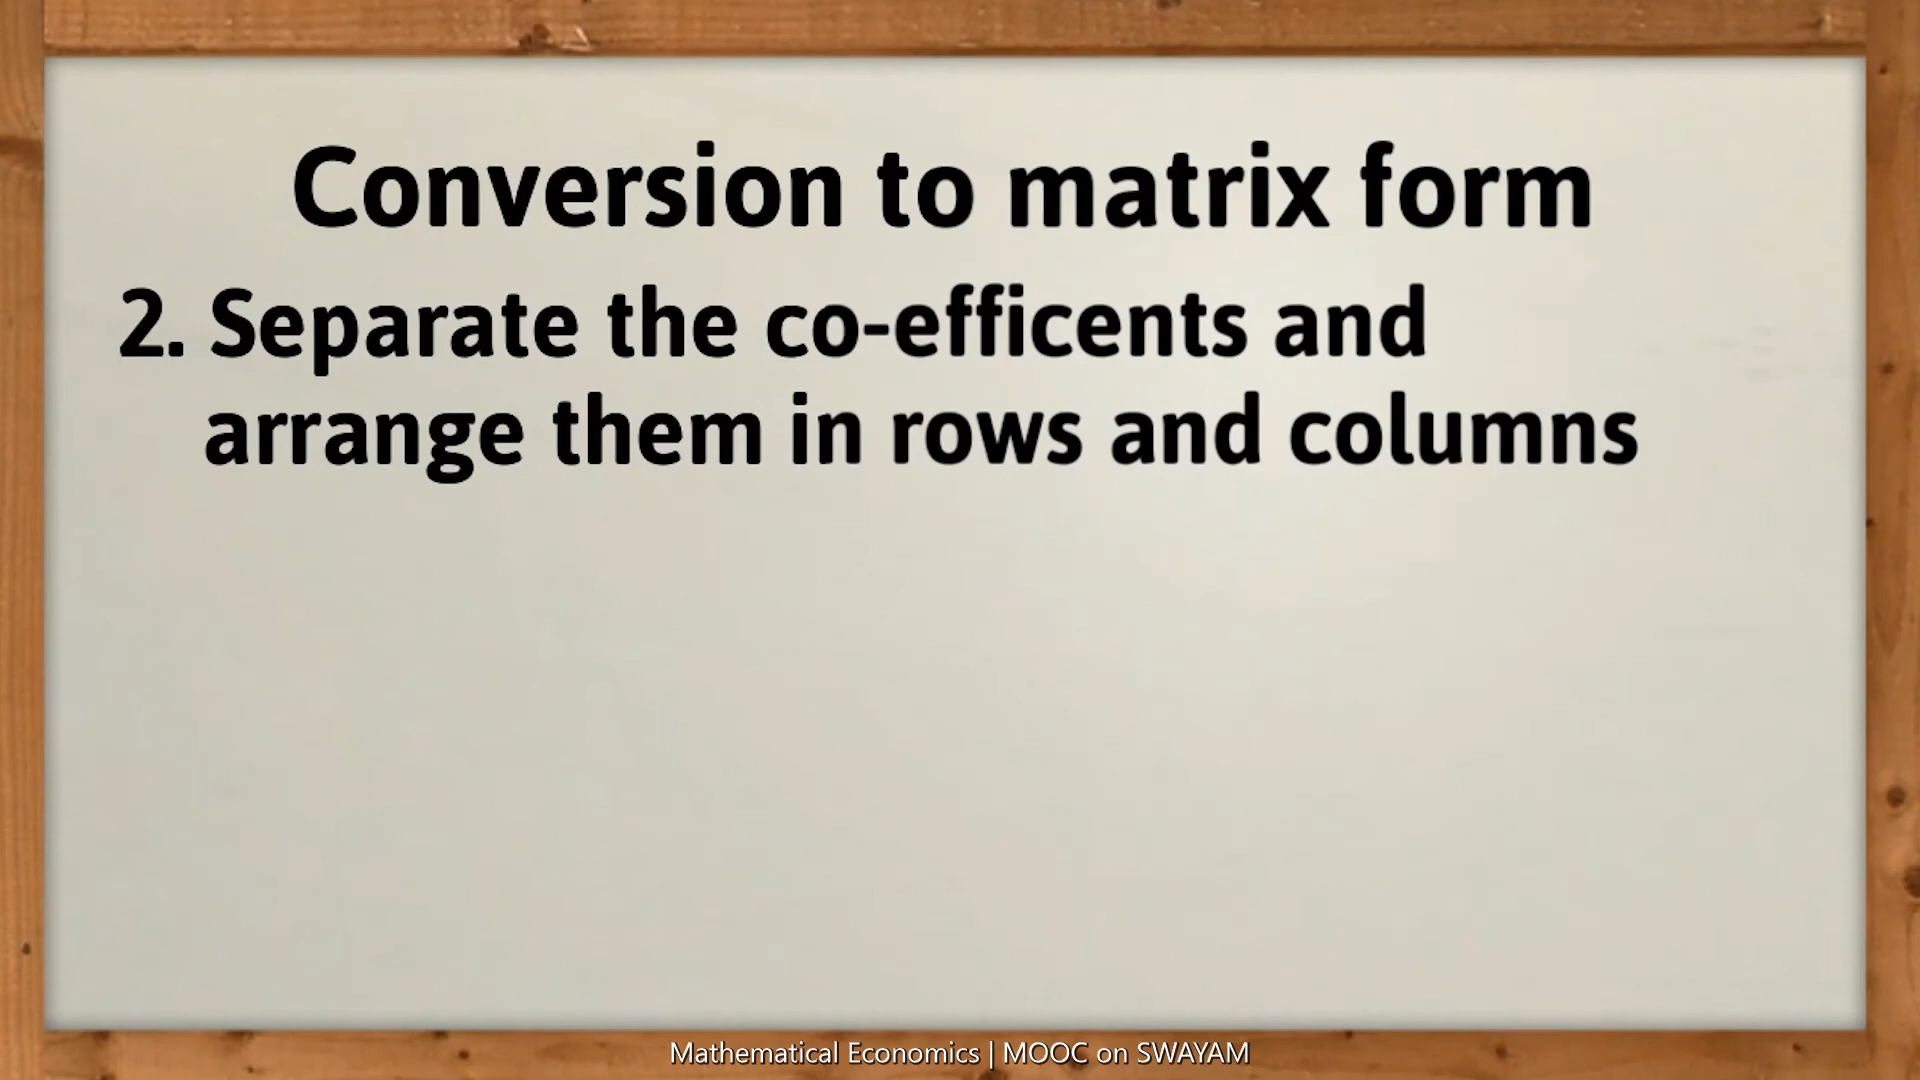 Conversion to matrix form
2. Separate the co-efficents and
arrange them in rows and columns
Mathematical Economics | MOOC on SWAYAM